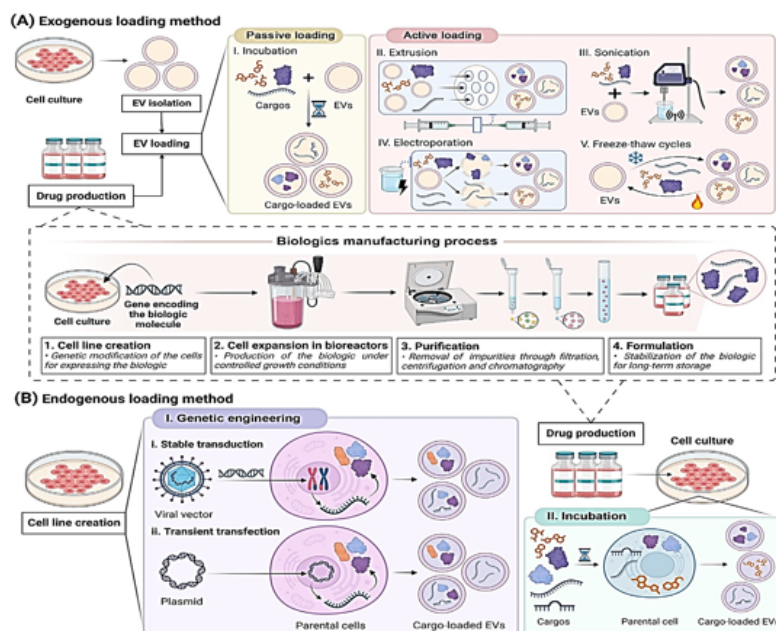 (A) Exogenous loading method
Passive loading
Active loading
Cell culture
EV isolation
EV loading
Drug production
I. Incubation
Cargos
EVs
Cargo-loaded EVs
II. Extrusion
III. Sonication
EVs
IV. Electroporation
V. Freeze-thaw cycles
EVs
Biologics manufacturing process
Cell culture
Gene encoding
the biologic
molecule
1. Cell line creation
• Genetic modification of the cells
for expressing the biologic
2. Cell expansion in bioreactors
• Production of the biologic under
controlled growth conditions
3. Purification
• Removal of impurities through filtration,
centrifugation and chromatography
4. Formulation
• Stabilization of the biologic
for long-term storage
(B) Endogenous loading method
Cell line creation
I. Genetic engineering
i. Stable transduction
Viral vector
ii. Transient transfection
Plasmid
Parental cells
Cargo-loaded EVs
Drug production
Cell culture
II. Incubation
Cargos
Parental cell
Cargo-loaded EVs